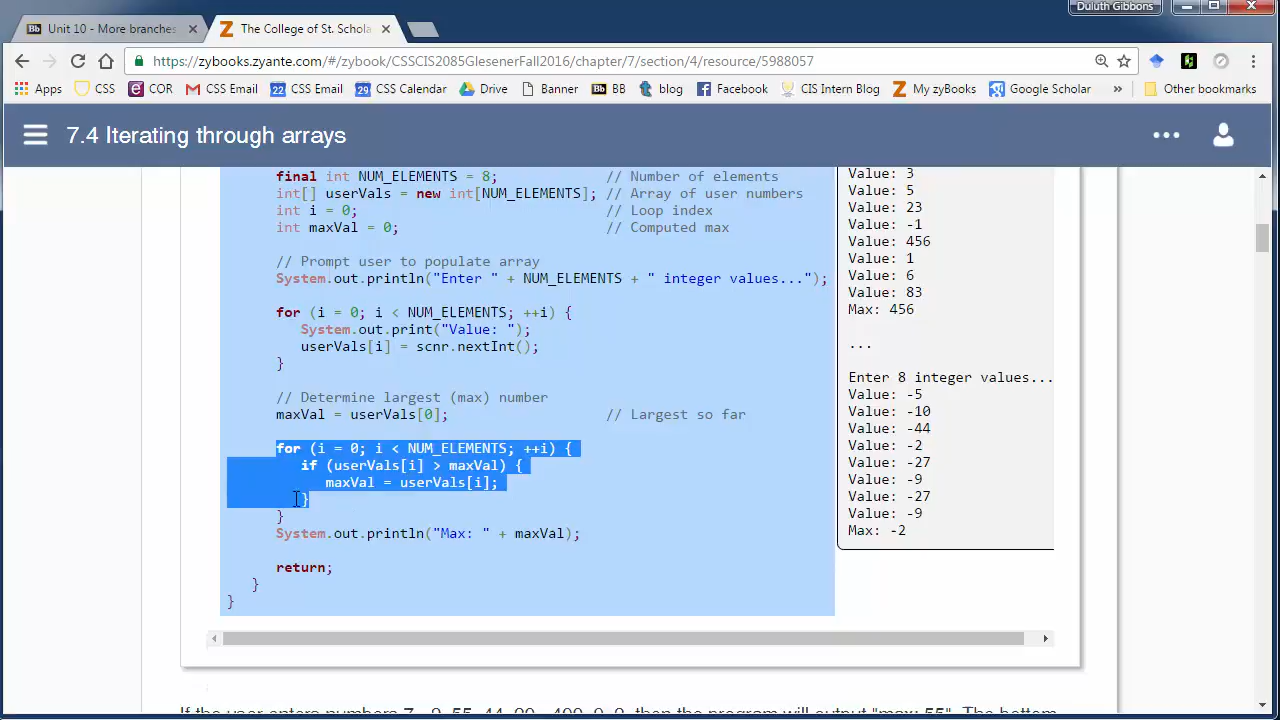 Duluth Gibbons
Bb Unit 10 - More branches
Z The College of St. Schola
https://zybooks.zyante.com/#/zybook/CSSCIS2085GlesenerFall2016/chapter/7/section/4/resource/5988057
Apps CSS COR CSS Email 22 CSS Email 29 CSS Calendar Drive Banner Bb BB blog Facebook CIS Intern Blog My zyBooks Google Scholar » Other bookmarks
7.4 Iterating through arrays
final int NUM_ELEMENTS = 8; // Number of elements
int[] userVals = new int[NUM_ELEMENTS]; // Array of user numbers
int i = 0; // Loop index
int maxVal = 0; // Computed max
// Prompt user to populate array
System.out.println("Enter " + NUM_ELEMENTS + " integer values...");
for (i = 0; i < NUM_ELEMENTS; ++i) {
System.out.print("Value: ");
userVals[i] = scnr.nextInt();
}
// Determine largest (max) number
maxVal = userVals[0]; // Largest so far
for (i = 0; i < NUM_ELEMENTS; ++i) {
if (userVals[i] > maxVal) {
maxVal = userVals[i];
}
}
System.out.println("Max: " + maxVal);
return;
}
}
Value: 3
Value: 5
Value: 23
Value: -1
Value: 456
Value: 1
Value: 6
Value: 83
Max: 456
...
Enter 8 integer values...
Value: -5
Value: -10
Value: -44
Value: -2
Value: -27
Value: -9
Value: -27
Value: -9
Max: -2